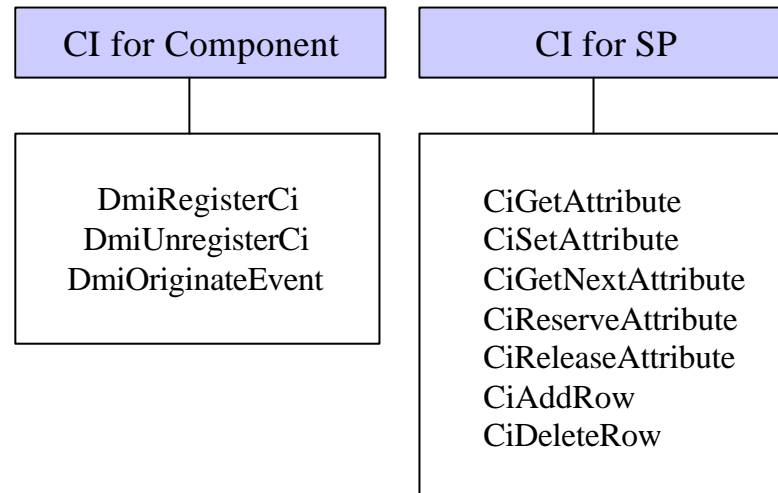 CI for Component
DmiRegisterCi
DmiUnregisterCi
DmiOriginateEvent
CI for SP
CiGetAttribute
CiSetAttribute
CiGetNextAttribute
CiReserveAttribute
CiReleaseAttribute
CiAddRow
CiDeleteRow